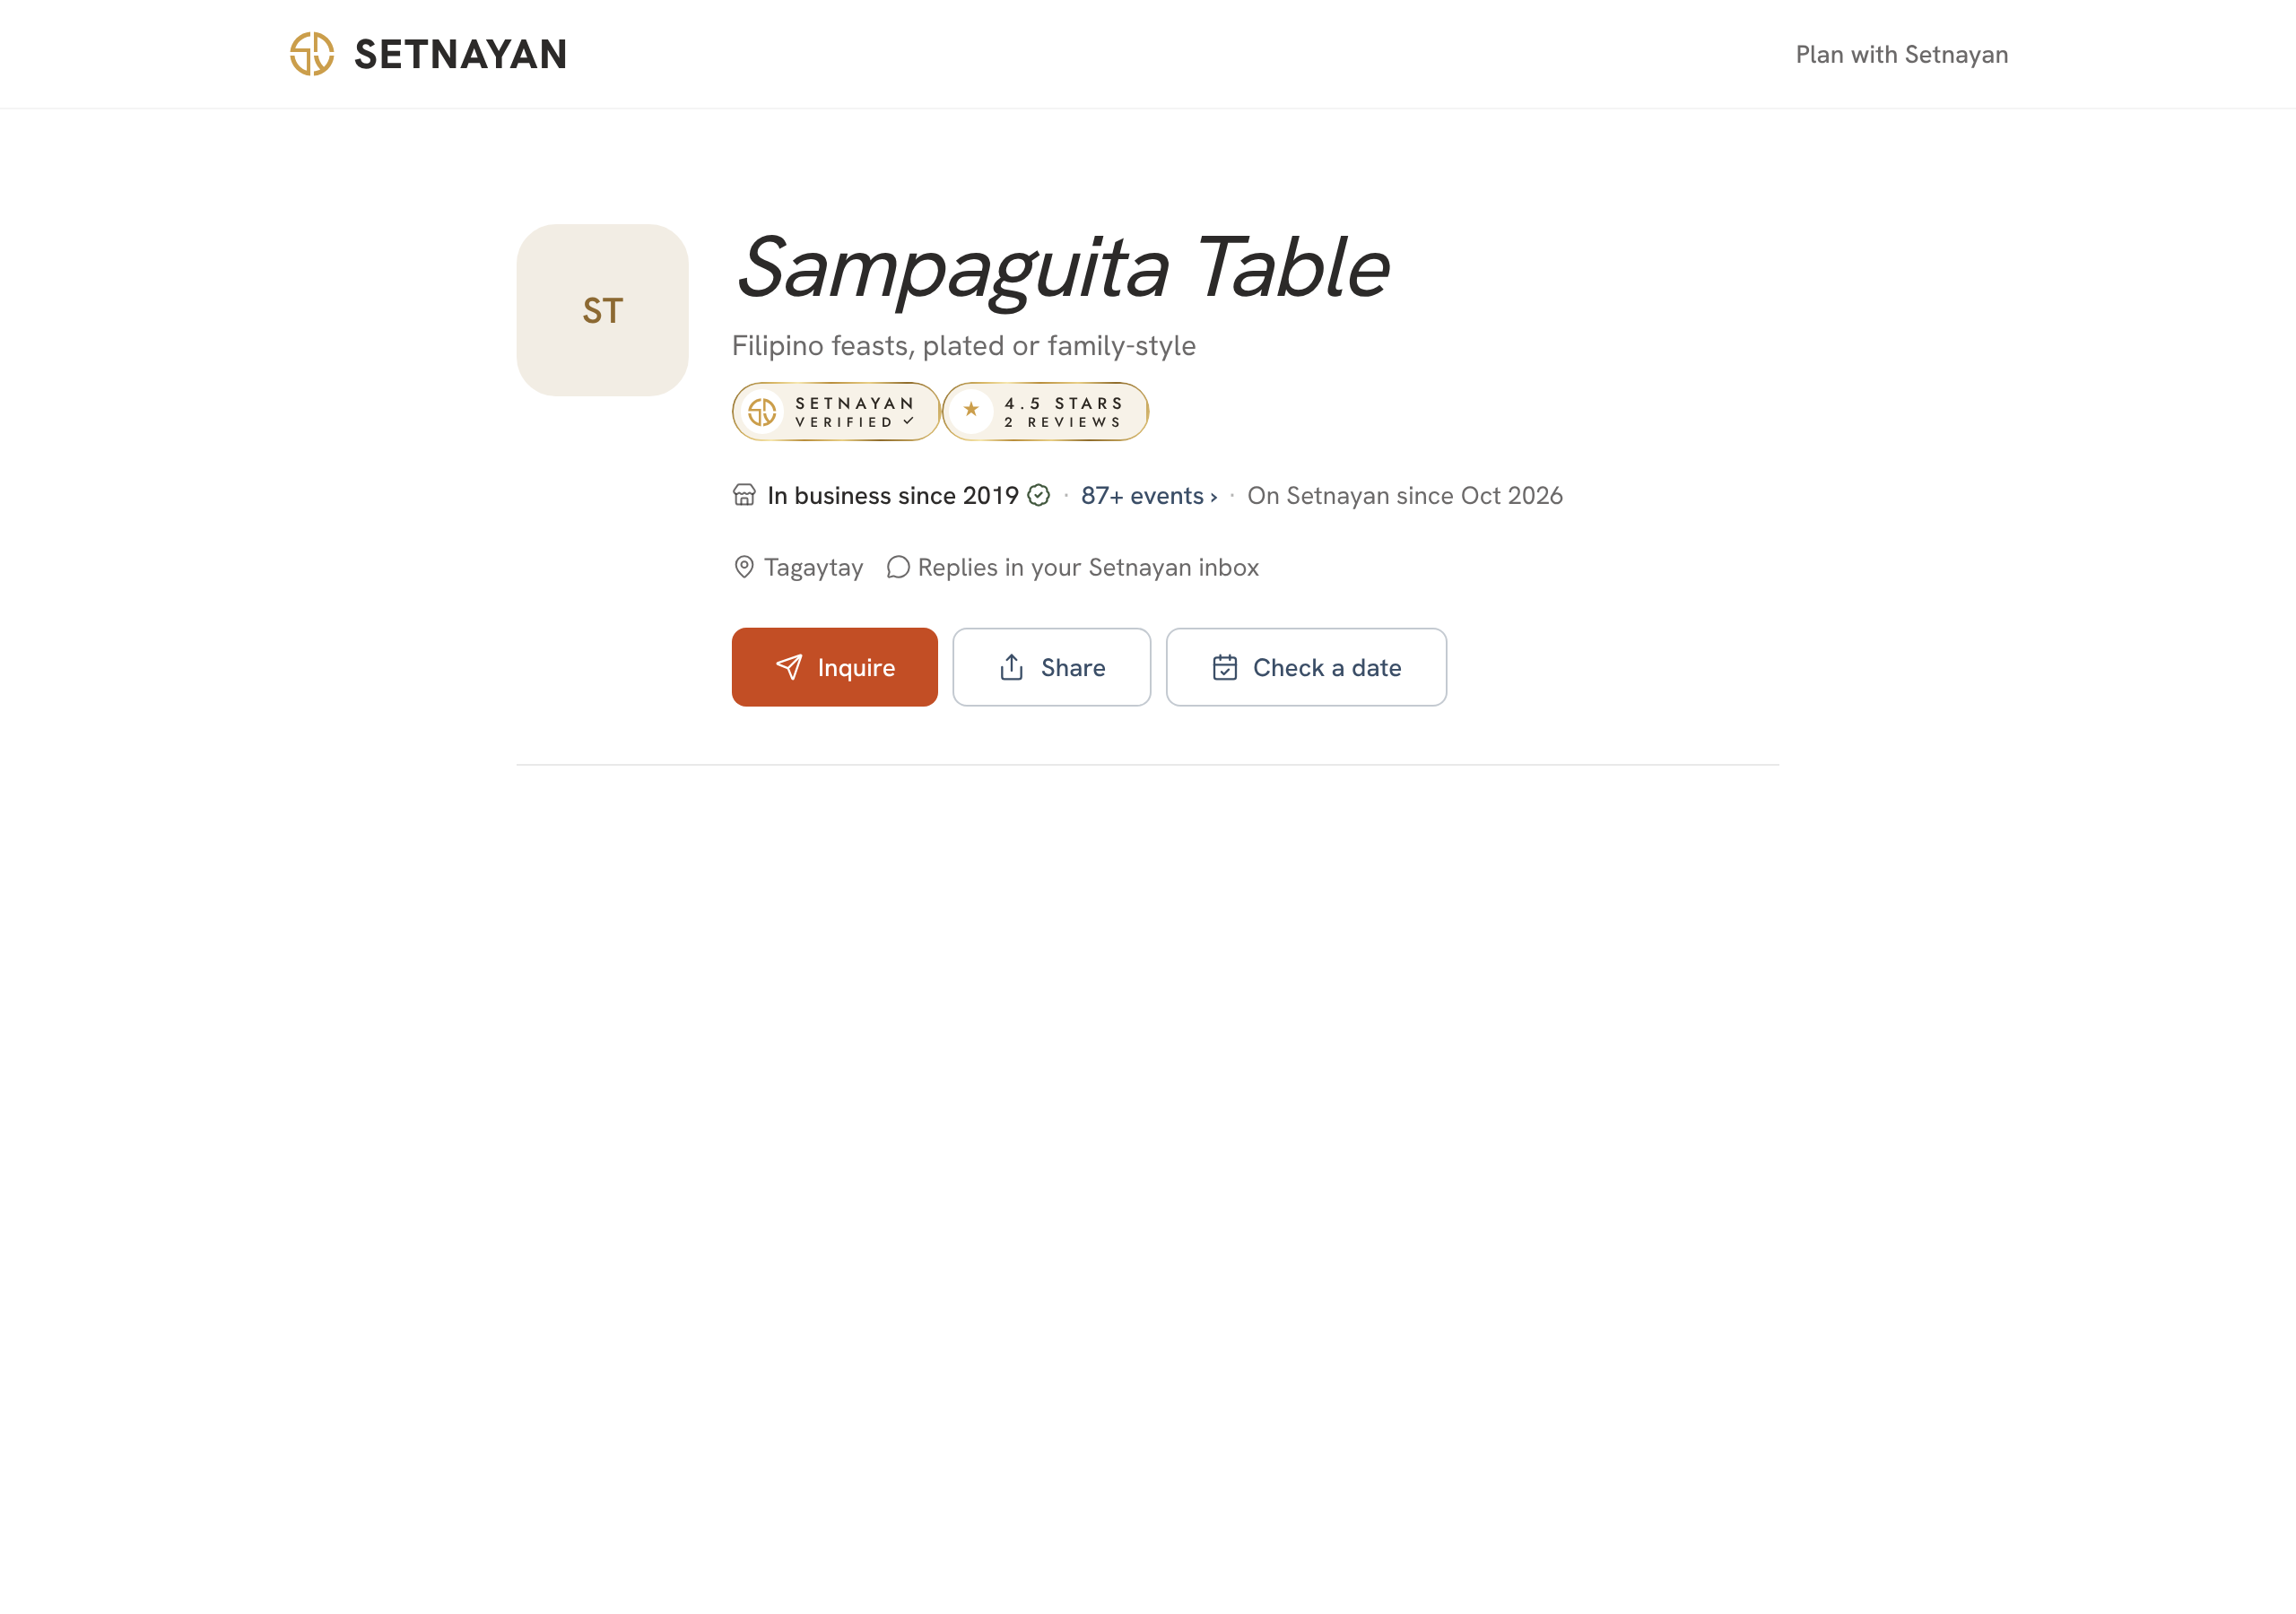 SETNAYAN
Plan with Setnayan
ST
Sampaguita Table
Filipino feasts, plated or family-style
SETNAYAN
VERIFIED ✓
★ 4.5 STARS
2 REVIEWS
In business since 2019 · 87+ events › · On Setnayan since Oct 2026
Tagaytay Replies in your Setnayan inbox
Inquire
Share
Check a date